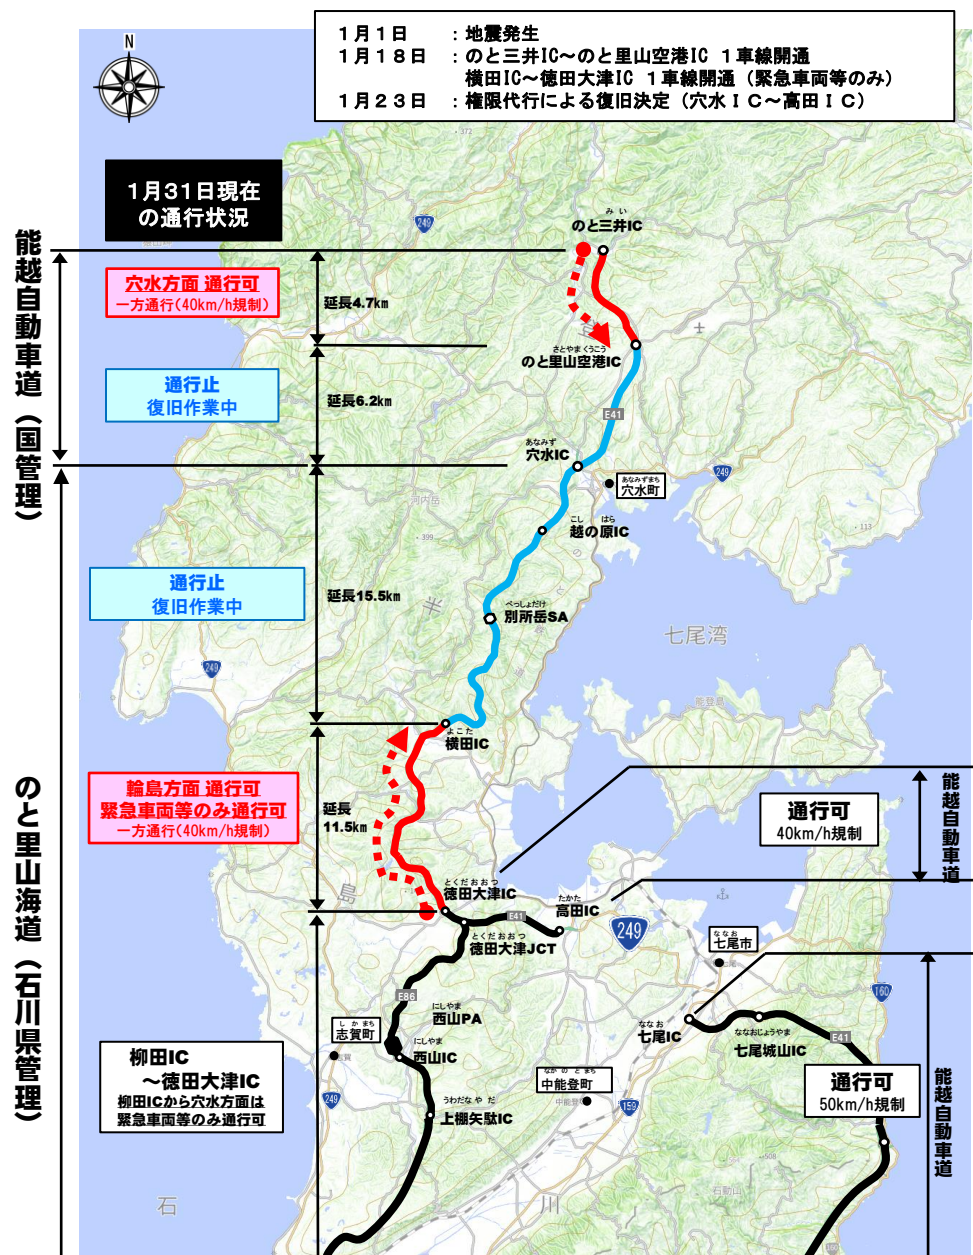 １月１日　：地震発生
１月１８日　：のと三井IC～のと里山空港IC １車線開通
横田IC～徳田大津IC １車線開通（緊急車両等のみ）
１月２３日　：権限代行による復旧決定（穴水ＩＣ～高田ＩＣ）
N
372
1月31日現在
の通行状況
249
みい
のと三井IC
能越自動車道（国管理）
穴水方面 通行可
一方通行(40km/h規制)
延長4.7km
登
さとやまくうこう
のと里山空港IC
通行止
復旧作業中
延長6.2km
E41
あなみず
穴水IC
249
あなみずまち
穴水町
河内岳
399
こし はら
越の原IC
113
通行止
復旧作業中
延長15.5km
半
べっしょだけ
別所岳SA
七尾湾
249
能登島
よこた
横田IC
輪島方面 通行可
緊急車両等のみ通行可
一方通行(40km/h規制)
延長
11.5km
通行可
40km/h規制
能越自動車道
のと里山海道（石川県管理）
島
とくだおおつ
徳田大津IC
たかた
高田IC
E41
とくだおおつ
徳田大津JCT
249
ななお
七尾市
E86
160
にしやま
西山PA
しかまち
志賀町
にしやま
西山IC
ななお
七尾IC
ななおじょうやま
七尾城山IC
E41
柳田IC
～徳田大津IC
柳田ICから穴水方面は
緊急車両等のみ通行可
249
なかのとまち
中能登町
中能登
159
通行可
50km/h規制
能越自動車道
うわだなやだ
上棚矢駄IC
508
石動山
石
川
160